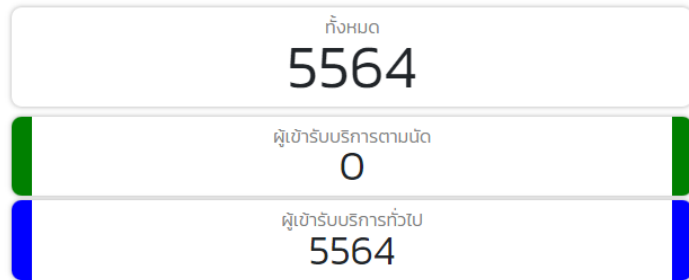 ทั้งหมด
5564
ผู้เข้ารับบริการตามนัด
0
ผู้เข้ารับบริการทั่วไป
5564